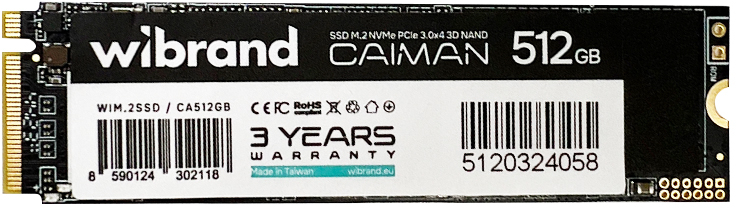 wibrand
SSD M.2 NVMe PCIe 3.0x4 3D NAND
CAIMAN
512GB
WIM.2SSD / CA512GB
8 590124 302118
CE FC RoHS
compliant
3 YEARS
WARRANTY
Made in Taiwan wibrand.eu
5120324058
ROM